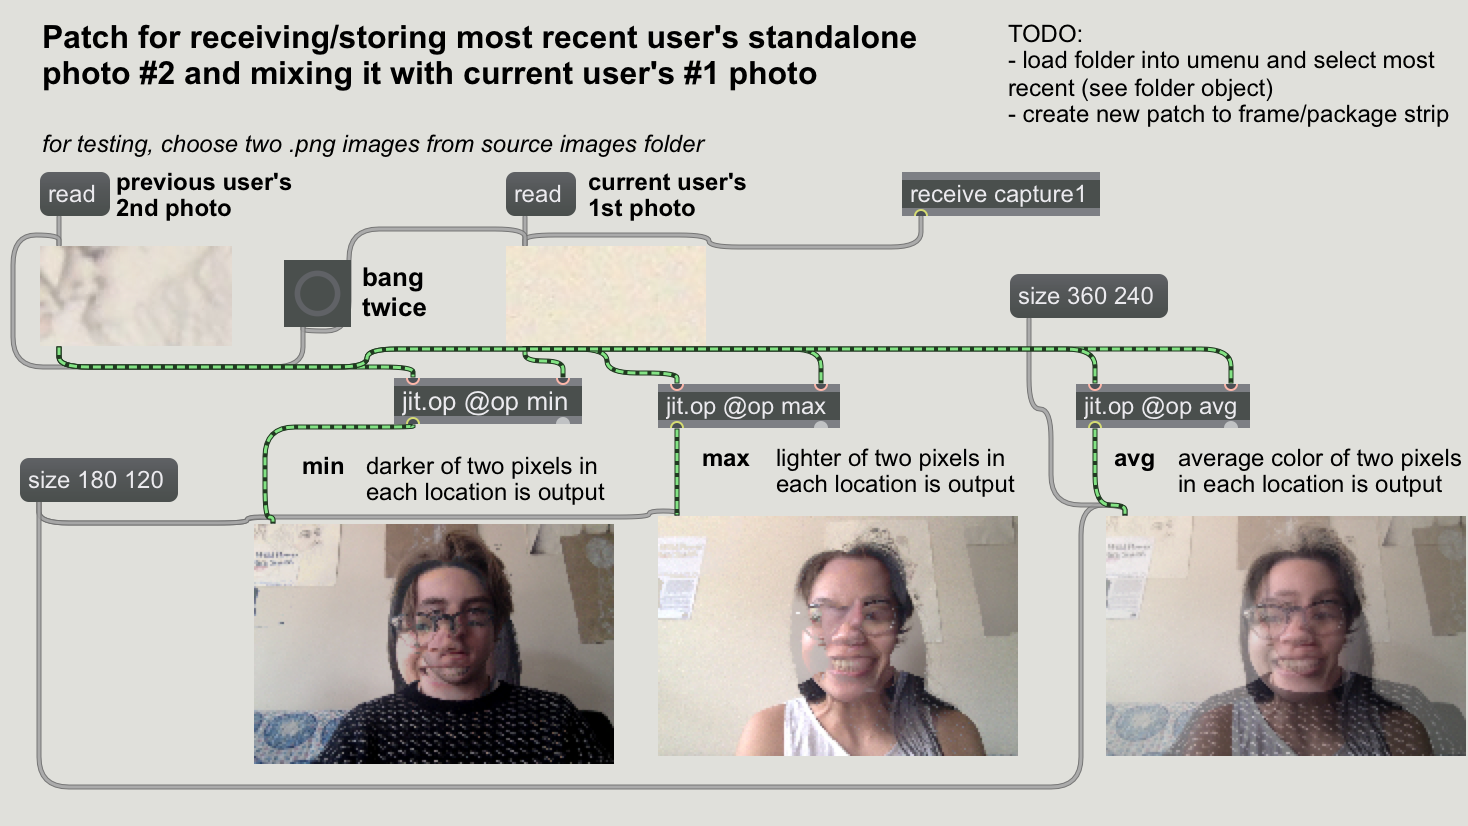 Patch for receiving/storing most recent user's standalone
photo #2 and mixing it with current user's #1 photo
TODO:
- load folder into umenu and select most
recent (see folder object)
- create new patch to frame/package strip
for testing, choose two .png images from source images folder
read
previous user's
2nd photo
read
current user's
1st photo
receive capture1
bang
twice
size 360 240
jit.op @op min
jit.op @op max
jit.op @op avg
size 180 120
min
darker of two pixels in
each location is output
max
lighter of two pixels in
each location is output
avg
average color of two pixels
in each location is output